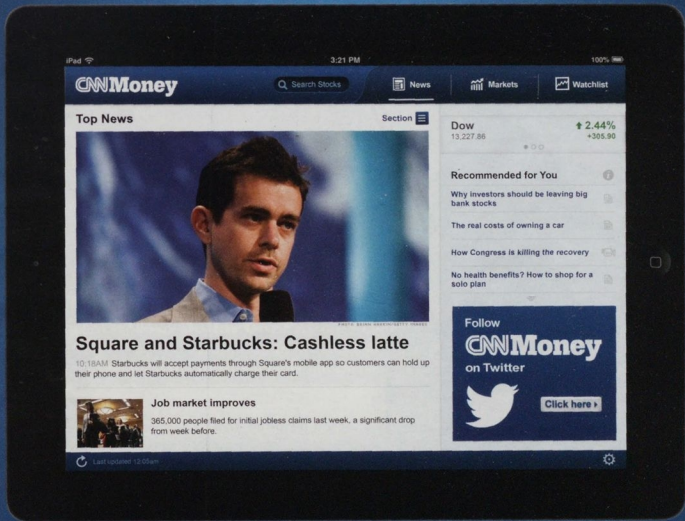 iPad
3:21 PM
100%
CNNMoney
Search Stocks
News
Markets
Watchlist
Top News
Section
Square and Starbucks: Cashless latte
10:18AM Starbucks will accept payments through Square's mobile app so customers can hold up
their phone and let Starbucks automatically charge their card.
Job market improves
365,000 people filed for initial jobless claims last week, a significant drop
from week before.
Dow
2.44%
13,227.86
+305.90
Recommended for You
Why investors should be leaving big
bank stocks
The real costs of owning a car
How Congress is killing the recovery
No health benefits? How to shop for a
solo plan
Follow
CNNMoney
on Twitter
Click here
Last updated 12:05am